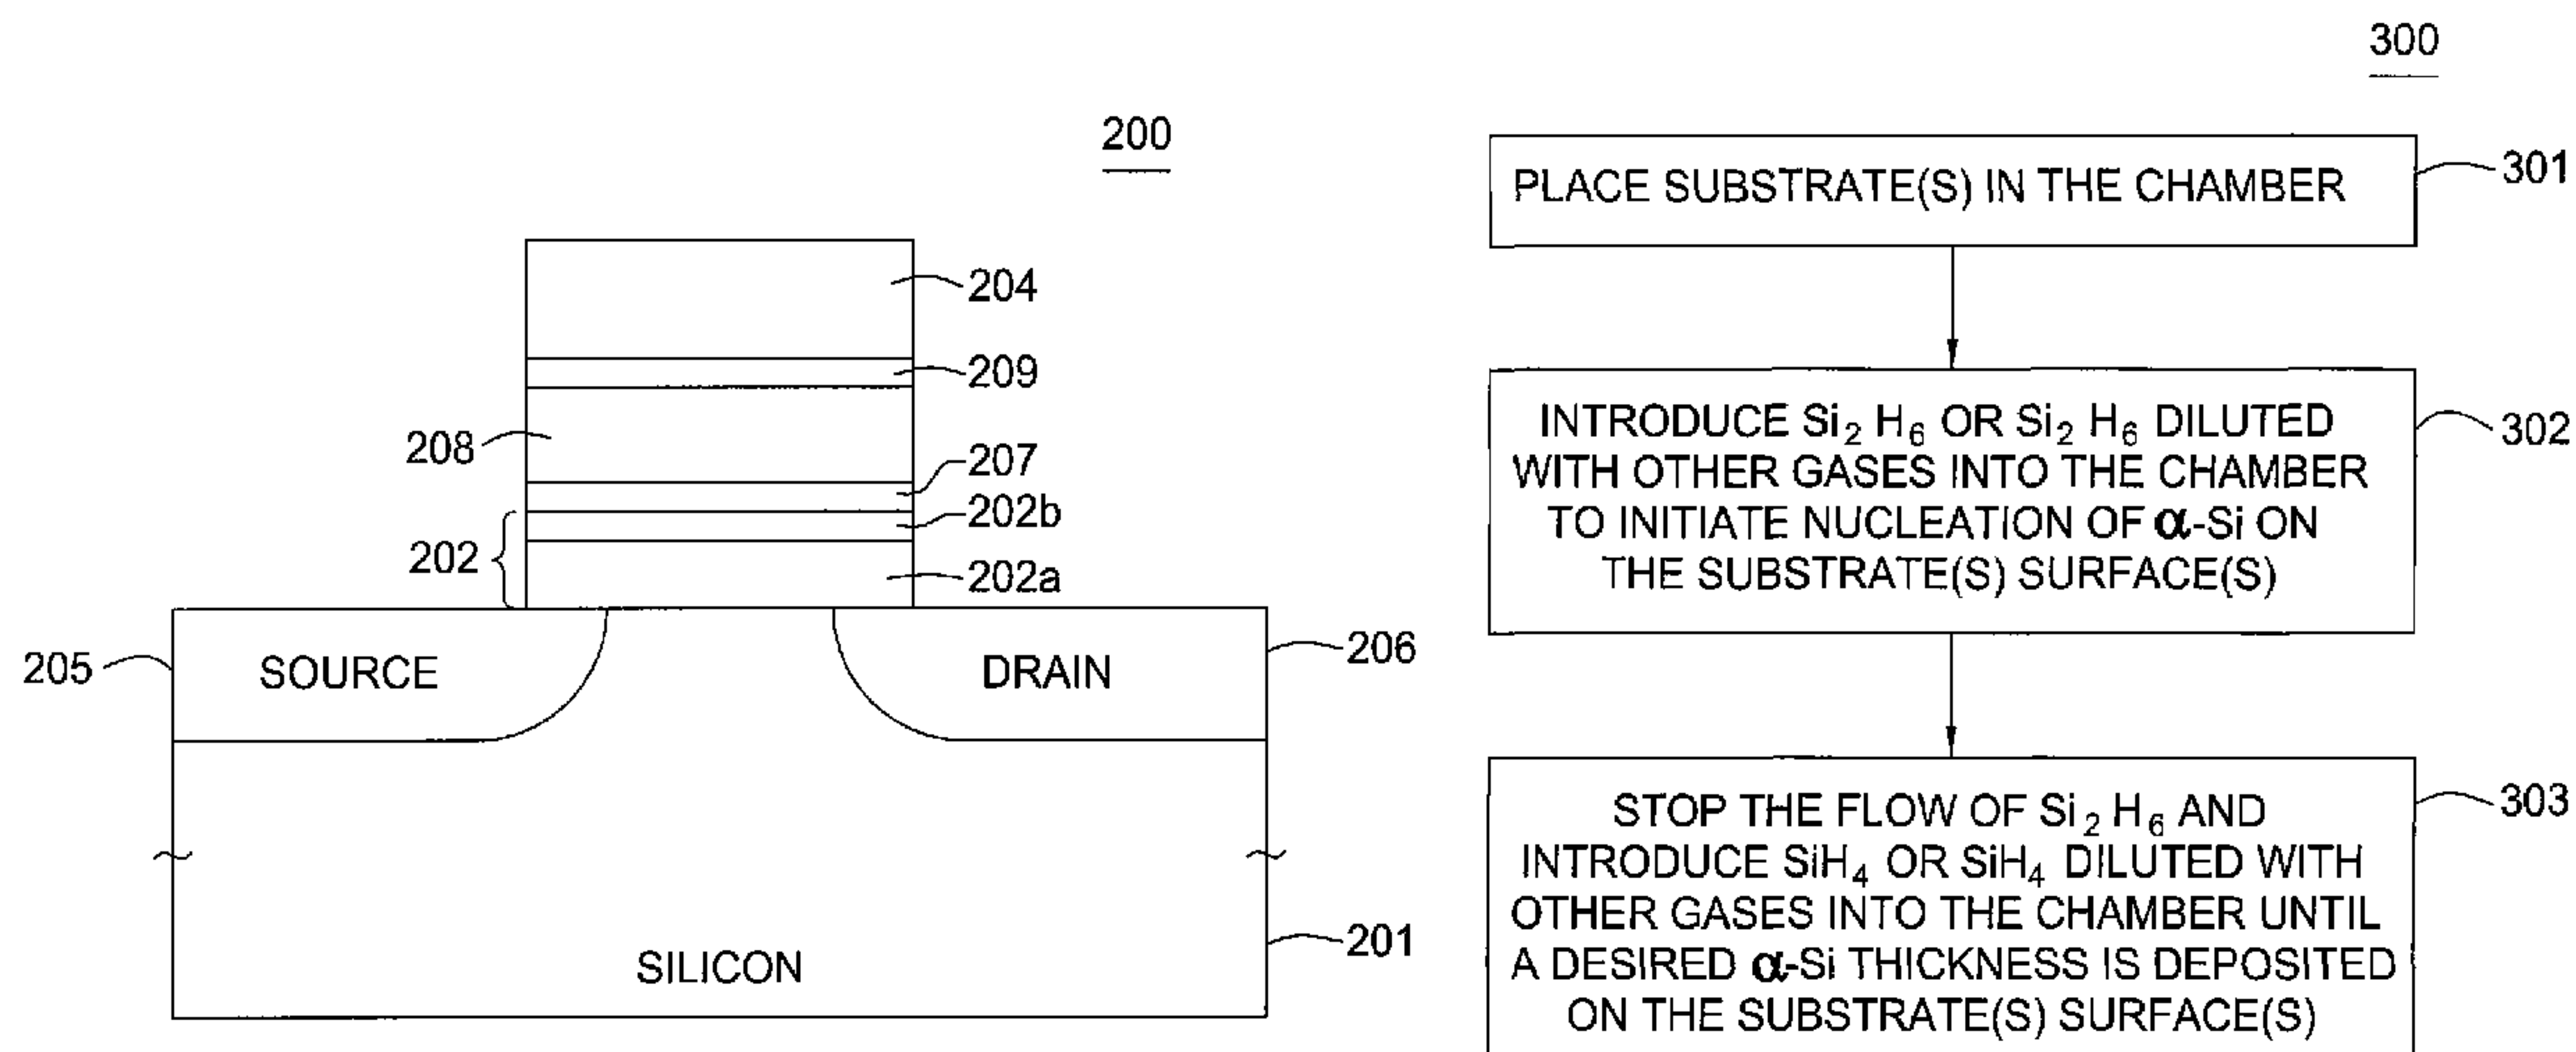 200
204
209
208
207
202b
202
202a
205
SOURCE
DRAIN
206
201
SILICON
300
PLACE SUBSTRATE(S) IN THE CHAMBER
301
INTRODUCE Si2 H6 OR Si2 H6 DILUTED
WITH OTHER GASES INTO THE CHAMBER
TO INITIATE NUCLEATION OF α-Si ON
THE SUBSTRATE(S) SURFACE(S)
302
STOP THE FLOW OF Si2 H6 AND
INTRODUCE SiH4 OR SiH4 DILUTED WITH
OTHER GASES INTO THE CHAMBER UNTIL
A DESIRED α-Si THICKNESS IS DEPOSITED
ON THE SUBSTRATE(S) SURFACE(S)
303